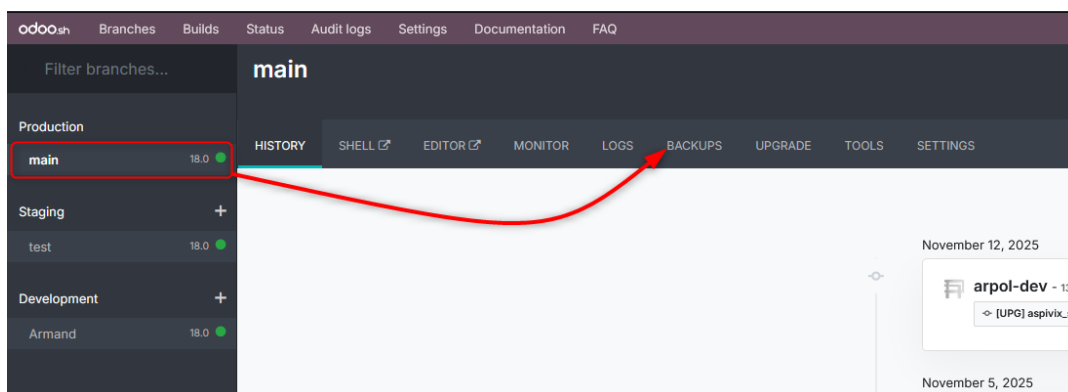 odoo.sh Branches Builds Status Audit logs Settings Documentation FAQ
Filter branches...
main
Production
main 18.0
HISTORY SHELL EDITOR MONITOR LOGS BACKUPS UPGRADE TOOLS SETTINGS
Staging +
test 18.0
November 12, 2025
Development +
arpol-dev - 
[UPG] aspivix_
Armand 18.0
November 5, 2025